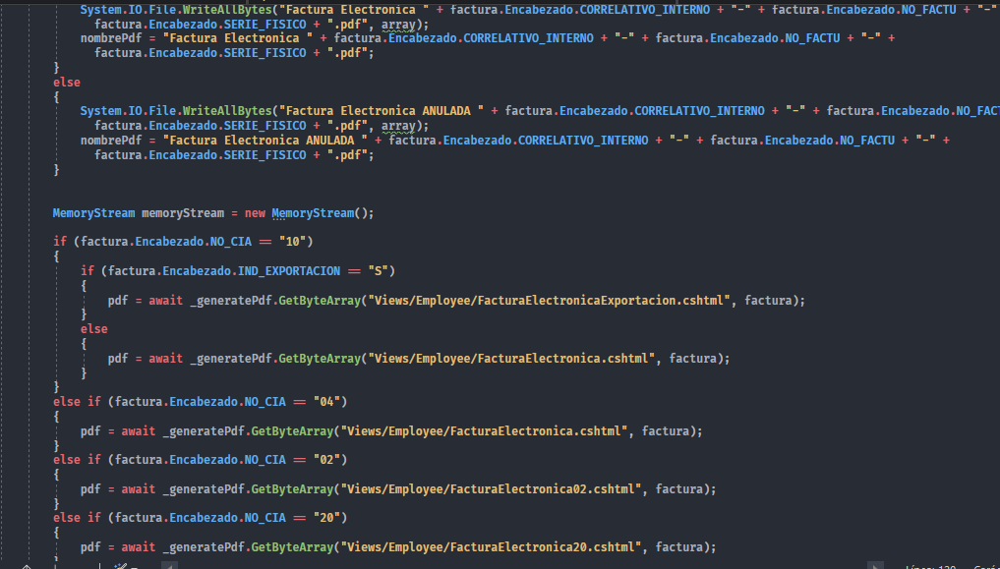 System.IO.File.WriteAllBytes("Factura Electronica " + factura.Encabezado.CORRELATIVO_INTERNO + "-" + factura.Encabezado.NO_FACTU + "-"
factura.Encabezado.SERIE_FISICO + ".pdf", array);
nombrePdf = "Factura Electronica " + factura.Encabezado.CORRELATIVO_INTERNO + "-" + factura.Encabezado.NO_FACTU + "-" +
factura.Encabezado.SERIE_FISICO + ".pdf";
}
else
{
System.IO.File.WriteAllBytes("Factura Electronica ANULADA " + factura.Encabezado.CORRELATIVO_INTERNO + "-" + factura.Encabezado.NO_FACT
factura.Encabezado.SERIE_FISICO + ".pdf", array);
nombrePdf = "Factura Electronica ANULADA " + factura.Encabezado.CORRELATIVO_INTERNO + "-" + factura.Encabezado.NO_FACTU + "-" +
factura.Encabezado.SERIE_FISICO + ".pdf";
}
MemoryStream memoryStream = new MemoryStream();
if (factura.Encabezado.NO_CIA == "10")
{
if (factura.Encabezado.IND_EXPORTACION == "S")
{
pdf = await _generatePdf.GetByteArray("Views/Employee/FacturaElectronicaExportacion.cshtml", factura);
}
else
{
pdf = await _generatePdf.GetByteArray("Views/Employee/FacturaElectronica.cshtml", factura);
}
}
else if (factura.Encabezado.NO_CIA == "04")
{
pdf = await _generatePdf.GetByteArray("Views/Employee/FacturaElectronica.cshtml", factura);
}
else if (factura.Encabezado.NO_CIA == "02")
{
pdf = await _generatePdf.GetByteArray("Views/Employee/FacturaElectronica02.cshtml", factura);
}
else if (factura.Encabezado.NO_CIA == "20")
{
pdf = await _generatePdf.GetByteArray("Views/Employee/FacturaElectronica20.cshtml", factura);
}